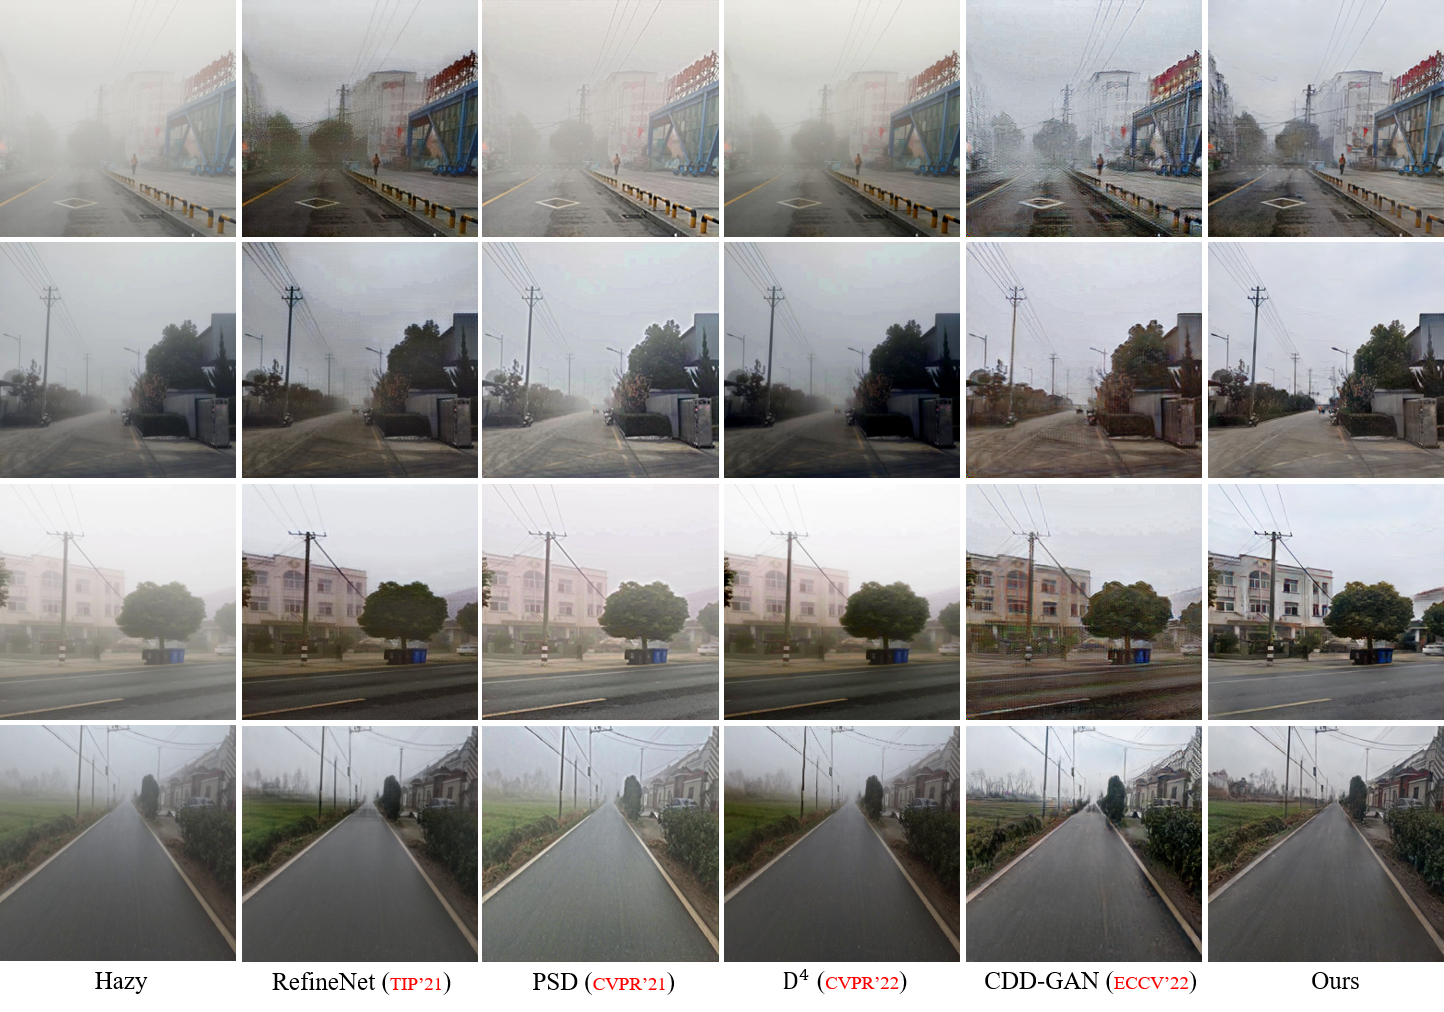 Hazy RefineNet (TIP'21) PSD (CVPR'21) D⁴ (CVPR'22) CDD-GAN (ECCV'22) Ours